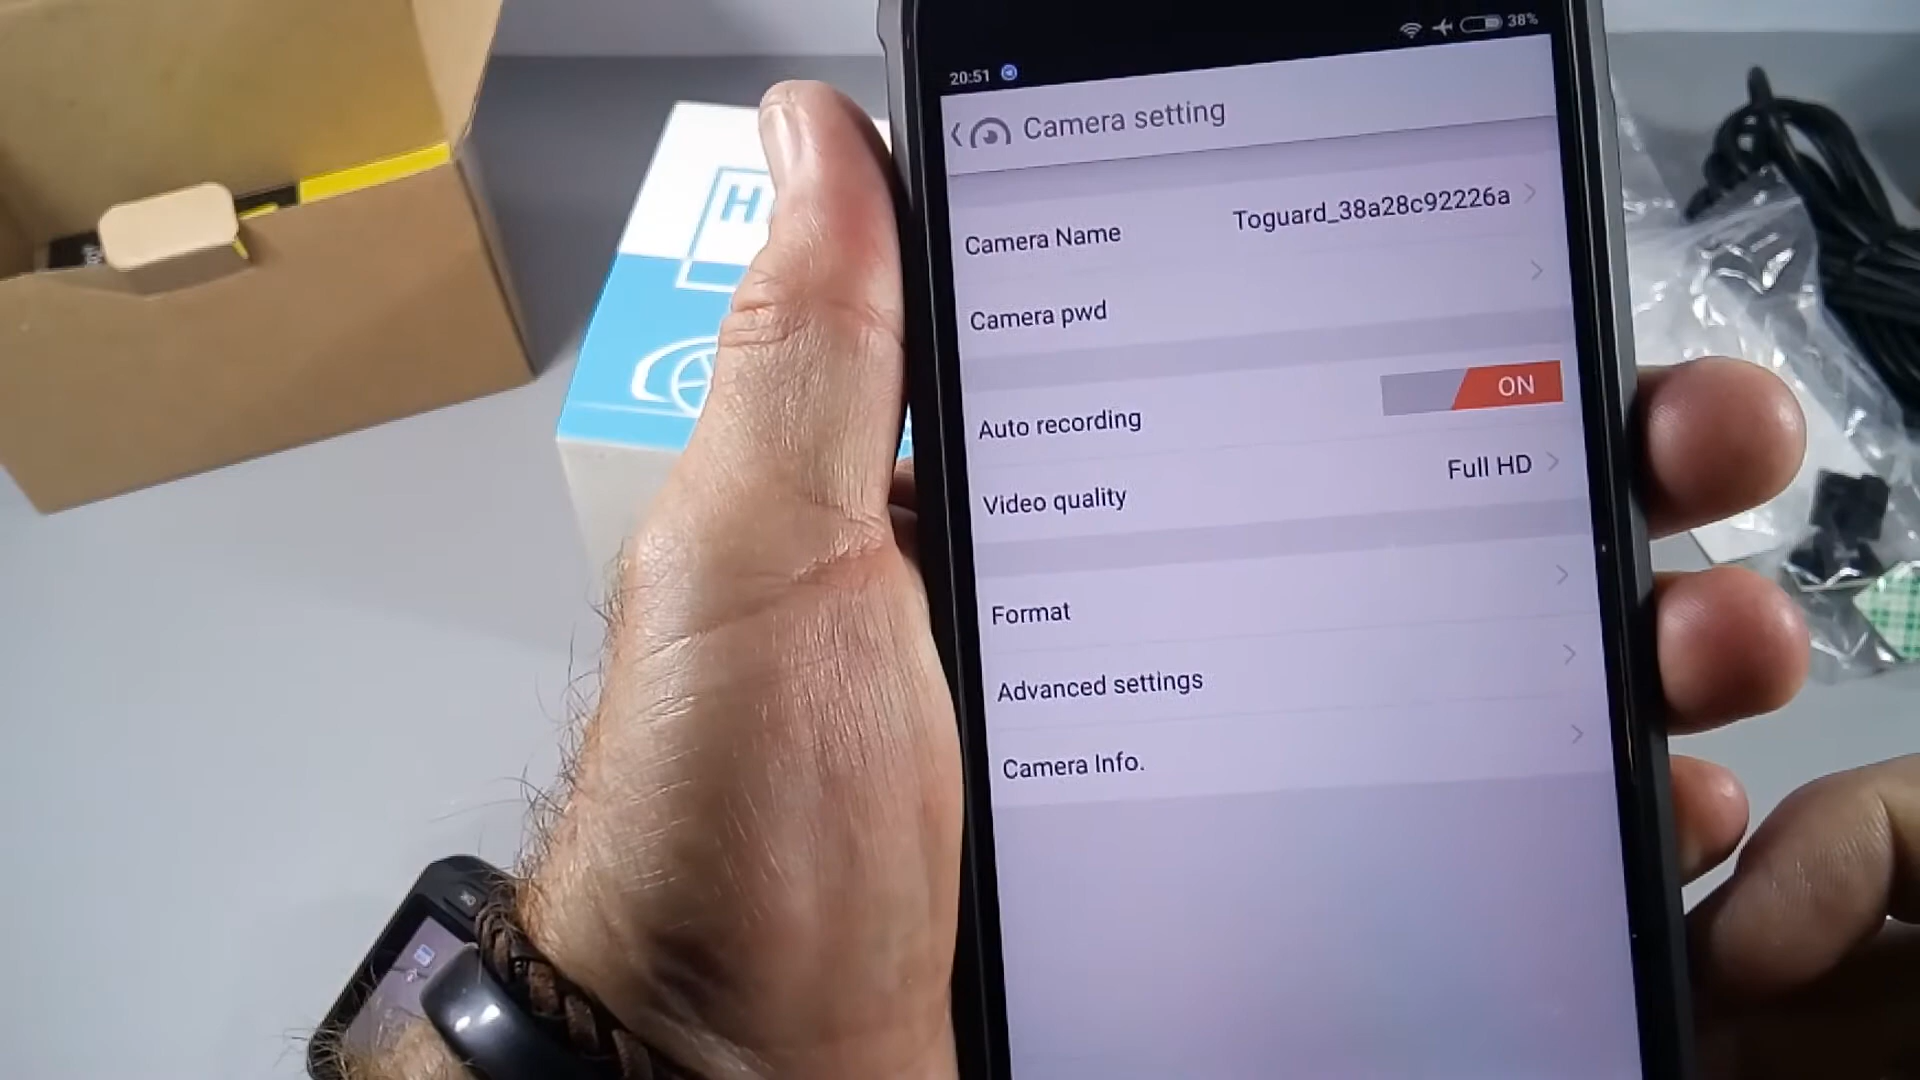 38%
20:51
Camera setting
Camera Name Toguard_38a28c92226a
Camera pwd
Auto recording ON
Video quality Full HD
Format
Advanced settings
Camera Info.
H
OK